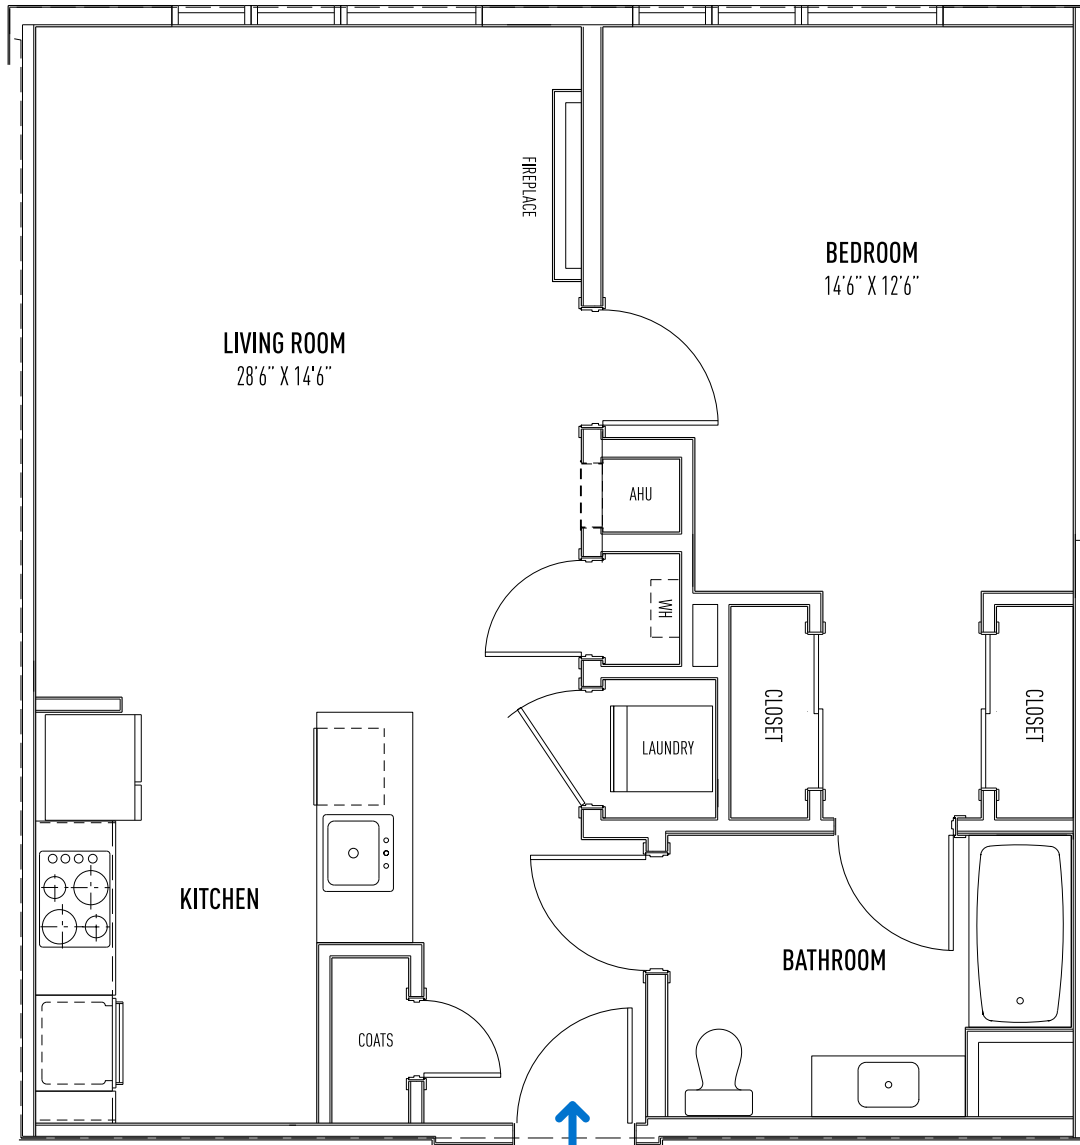 FIREPLACE
BEDROOM
14'6" X 12'6"
LIVING ROOM
28'6" X 14'6"
AHU
WH
CLOSET
CLOSET
LAUNDRY
KITCHEN
BATHROOM
COATS